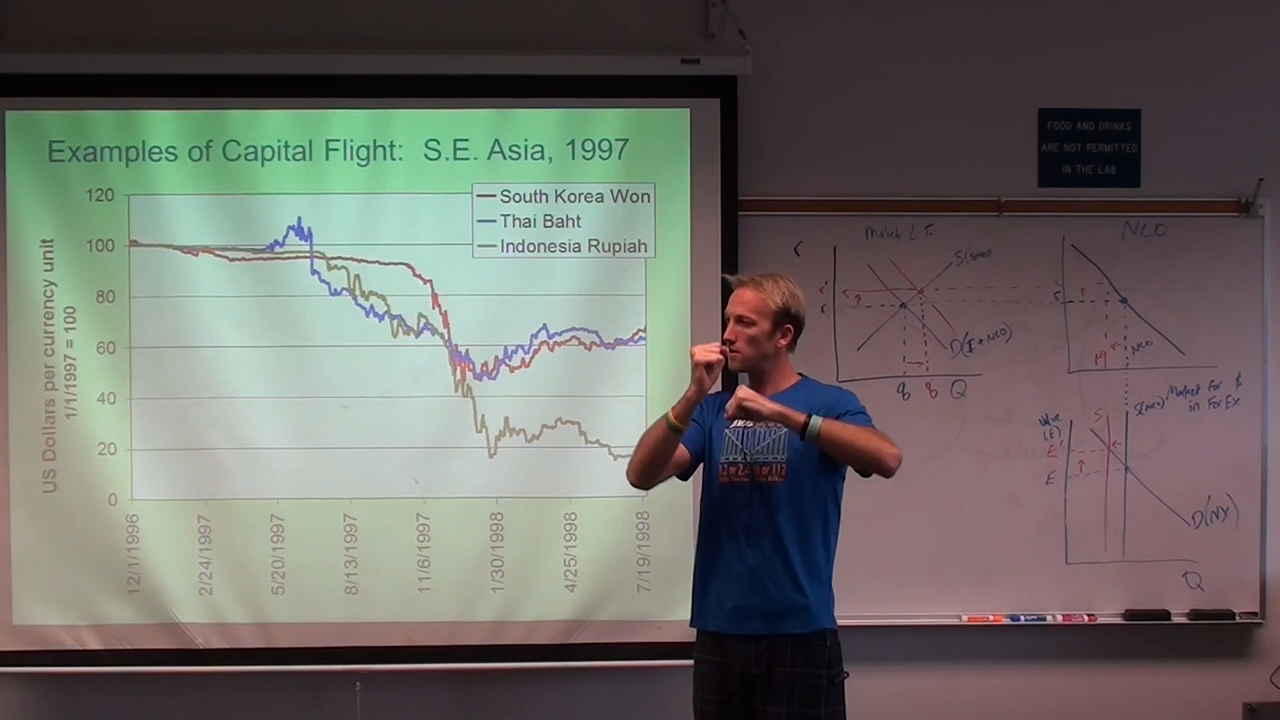 Examples of Capital Flight: S.E. Asia, 1997
US Dollars per currency unit
1/1/1997 = 100
120
100
80
60
40
20
0
South Korea Won
Thai Baht
Indonesia Rupiah
12/1/1996
2/24/1997
5/20/1997
8/13/1997
11/6/1997
1/30/1998
4/25/1998
7/19/1998
FOOD AND DRINKS
ARE NOT PERMITTED
IN THE LAB
Market L.F.
D(I+NCO)
Q
NCO
NCO
S(NCO)
Market for $
in For Ex
Value
(E)
S
E'
E
D(NX)
Q